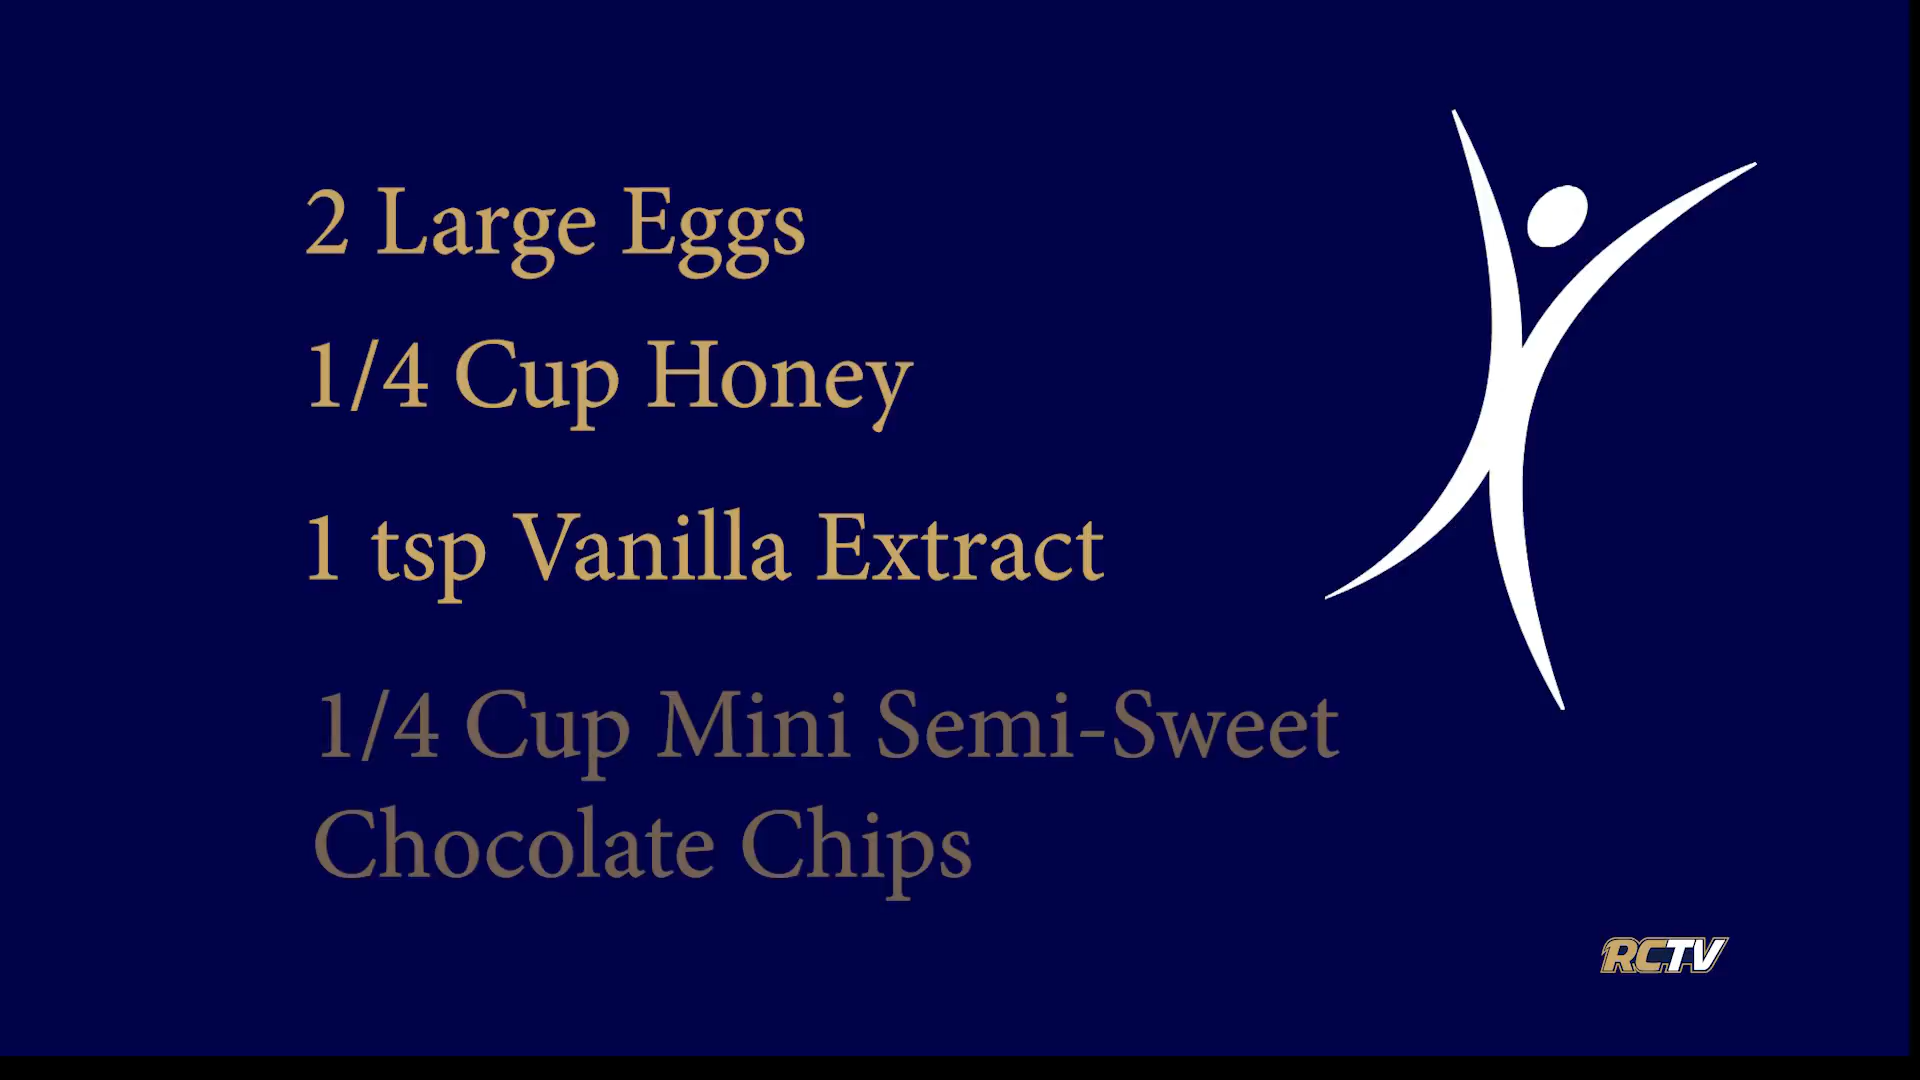 2 Large Eggs
1/4 Cup Honey
1 tsp Vanilla Extract
1/4 Cup Mini Semi-Sweet
Chocolate Chips
RCTV